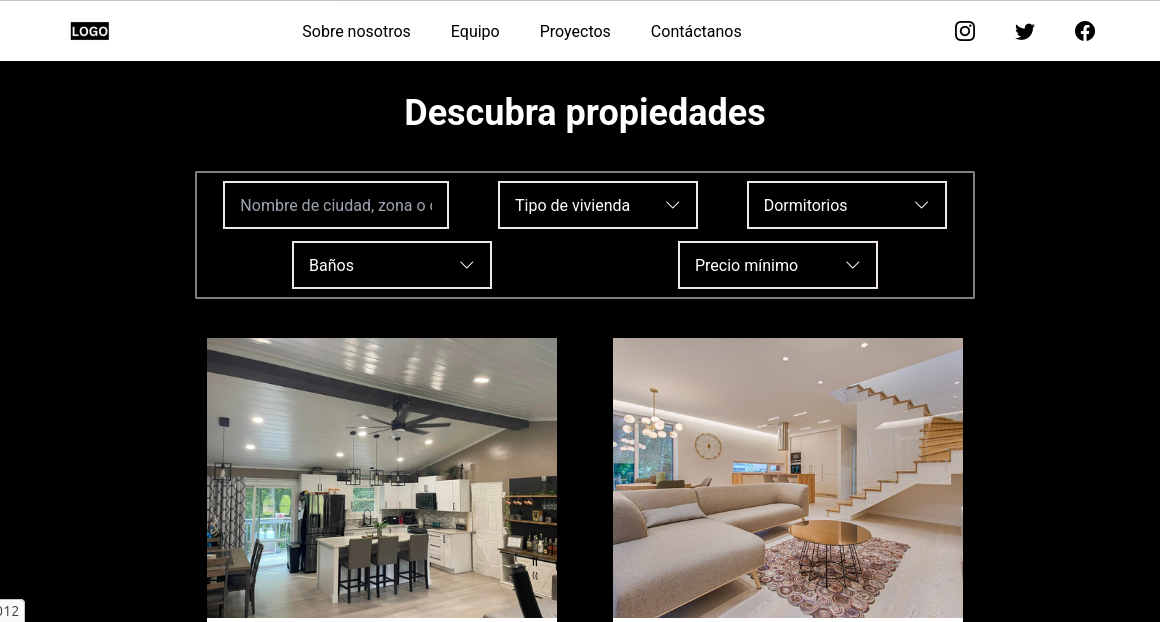 LOGO
Sobre nosotros
Equipo
Proyectos
Contáctanos
Descubra propiedades
Nombre de ciudad, zona o
Tipo de vivienda
Dormitorios
Baños
Precio mínimo
012